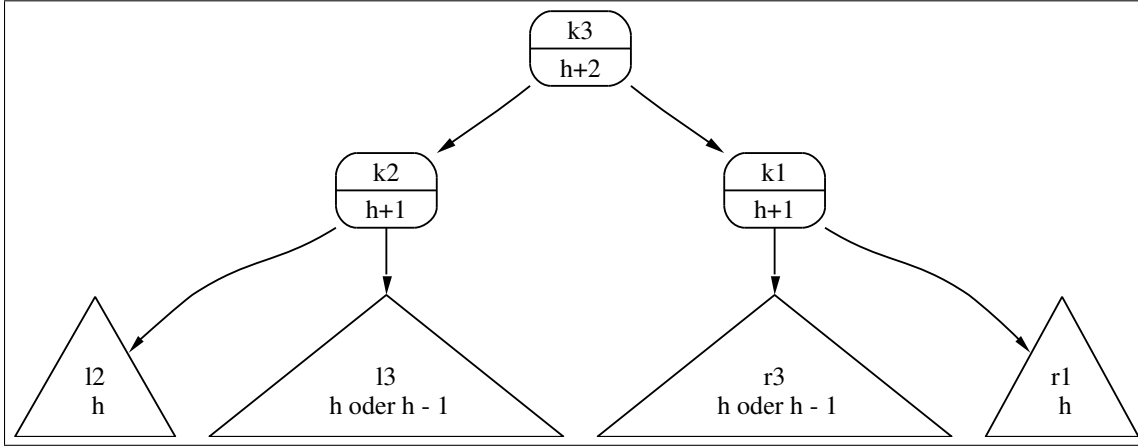 k3
h+2
k2
h+1
k1
h+1
l2
h
l3
h oder h - 1
r3
h oder h - 1
r1
h